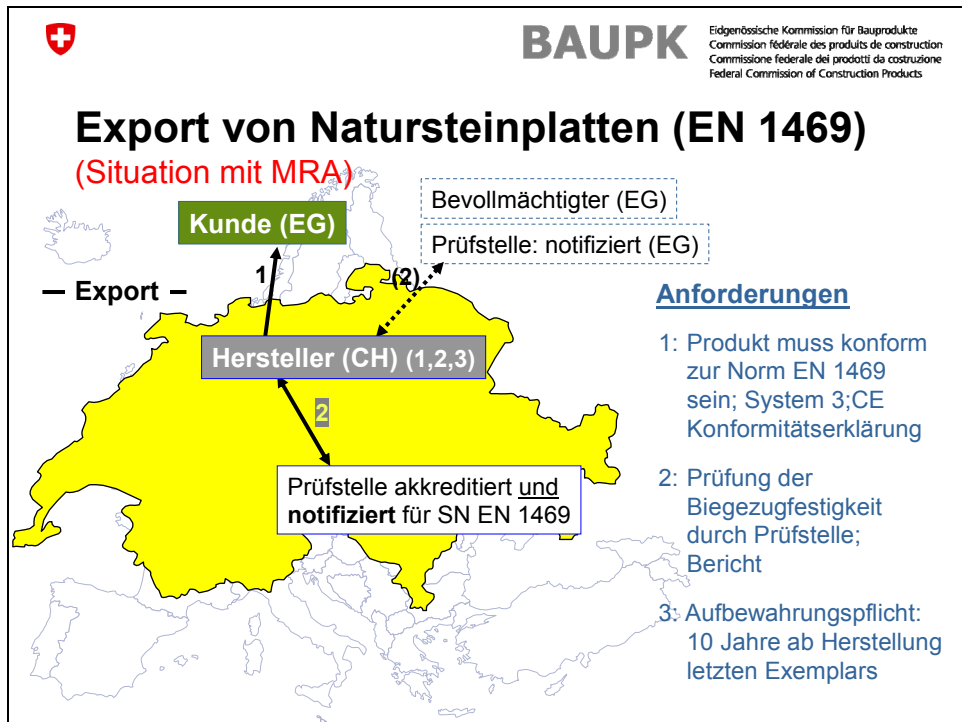 BAUPK
Eidgenössische Kommission für Bauprodukte
Commission fédérale des produits de construction
Commissione federale dei prodotti da costruzione
Federal Commission of Construction Products
Export von Natursteinplatten (EN 1469)
(Situation mit MRA)
Kunde (EG)
Bevollmächtigter (EG)
Prüfstelle: notifiziert (EG)
1
(2)
– Export –
Hersteller (CH) (1,2,3)
2
Prüfstelle akkreditiert und
notifiziert für SN EN 1469
Anforderungen
1: Produkt muss konform
zur Norm EN 1469
sein; System 3;CE
Konformitätserklärung
2: Prüfung der
Biegezugfestigkeit
durch Prüfstelle;
Bericht
3: Aufbewahrungspflicht:
10 Jahre ab Herstellung
letzten Exemplars